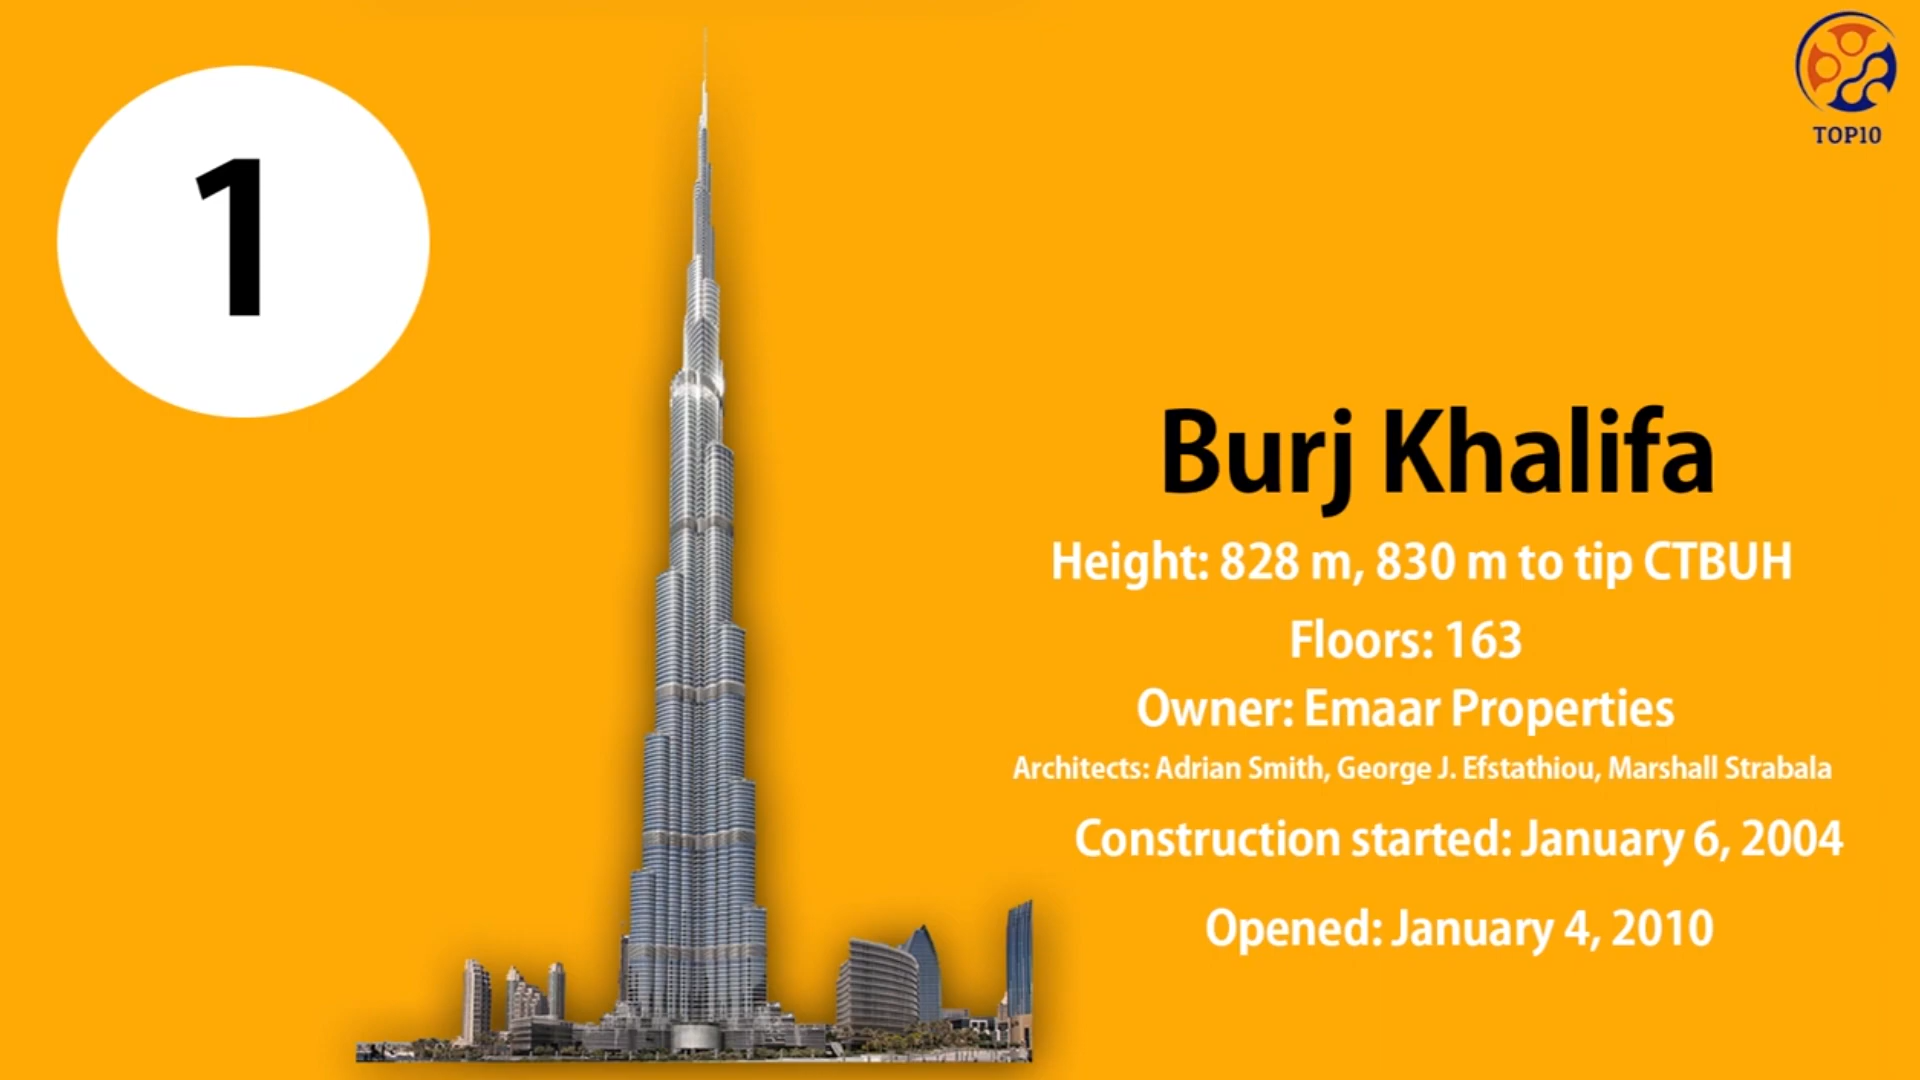 1
TOP10
Burj Khalifa
Height: 828 m, 830 m to tip CTBUH
Floors: 163
Owner: Emaar Properties
Architects: Adrian Smith, George J. Efstathiou, Marshall Strabala
Construction started: January 6, 2004
Opened: January 4, 2010